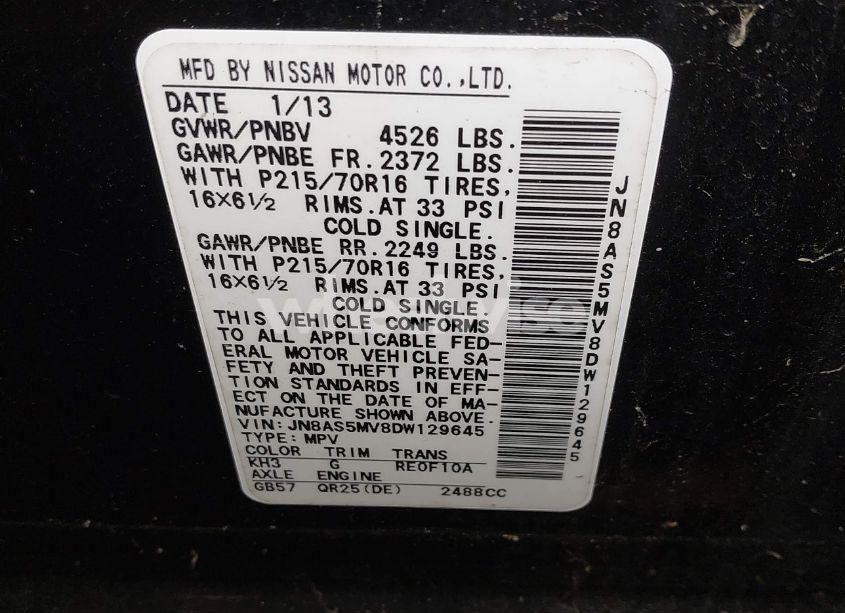 MFD BY NISSAN MOTOR CO.,LTD.
DATE 1/13
GVWR/PNBV 4526 LBS.
GAWR/PNBE FR.2372 LBS.
WITH P215/70R16 TIRES,
16X6½ RIMS.AT 33 PSI
COLD SINGLE.
GAWR/PNBE RR.2249 LBS.
WITH P215/70R16 TIRES,
16X6½ RIMS.AT 33 PSI
COLD SINGLE.
THIS VEHICLE CONFORMS
TO ALL APPLICABLE FED-
ERAL MOTOR VEHICLE SA-
FETY AND THEFT PREVEN-
TION STANDARDS IN EFF-
ECT ON THE DATE OF MA-
NUFACTURE SHOWN ABOVE.
VIN:JN8AS5MV8DW129645
TYPE:MPV
COLOR TRIM TRANS
KH3 G RE0F10A
AXLE ENGINE
GB57 QR25(DE) 2488CC
JN8AS5MV8DW129645